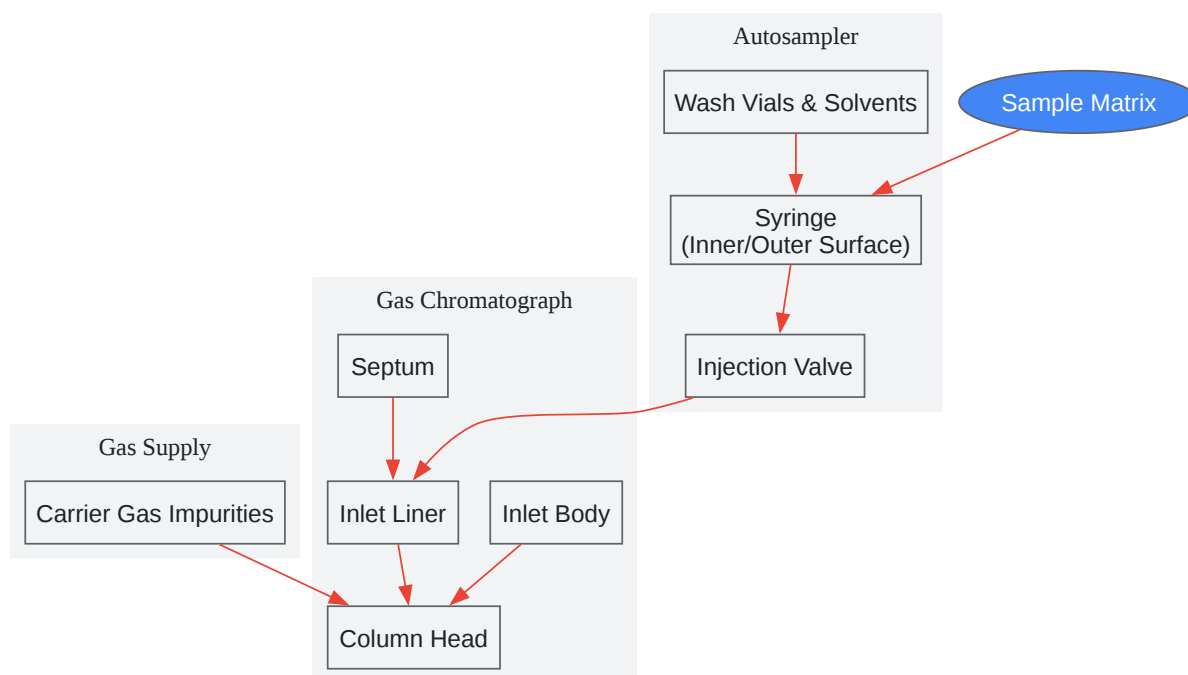 Autosampler
Wash Vials & Solvents
Sample Matrix
Syringe
(Inner/Outer Surface)
Gas Chromatograph
Septum
Injection Valve
Gas Supply
Carrier Gas Impurities
Inlet Liner
Inlet Body
Column Head